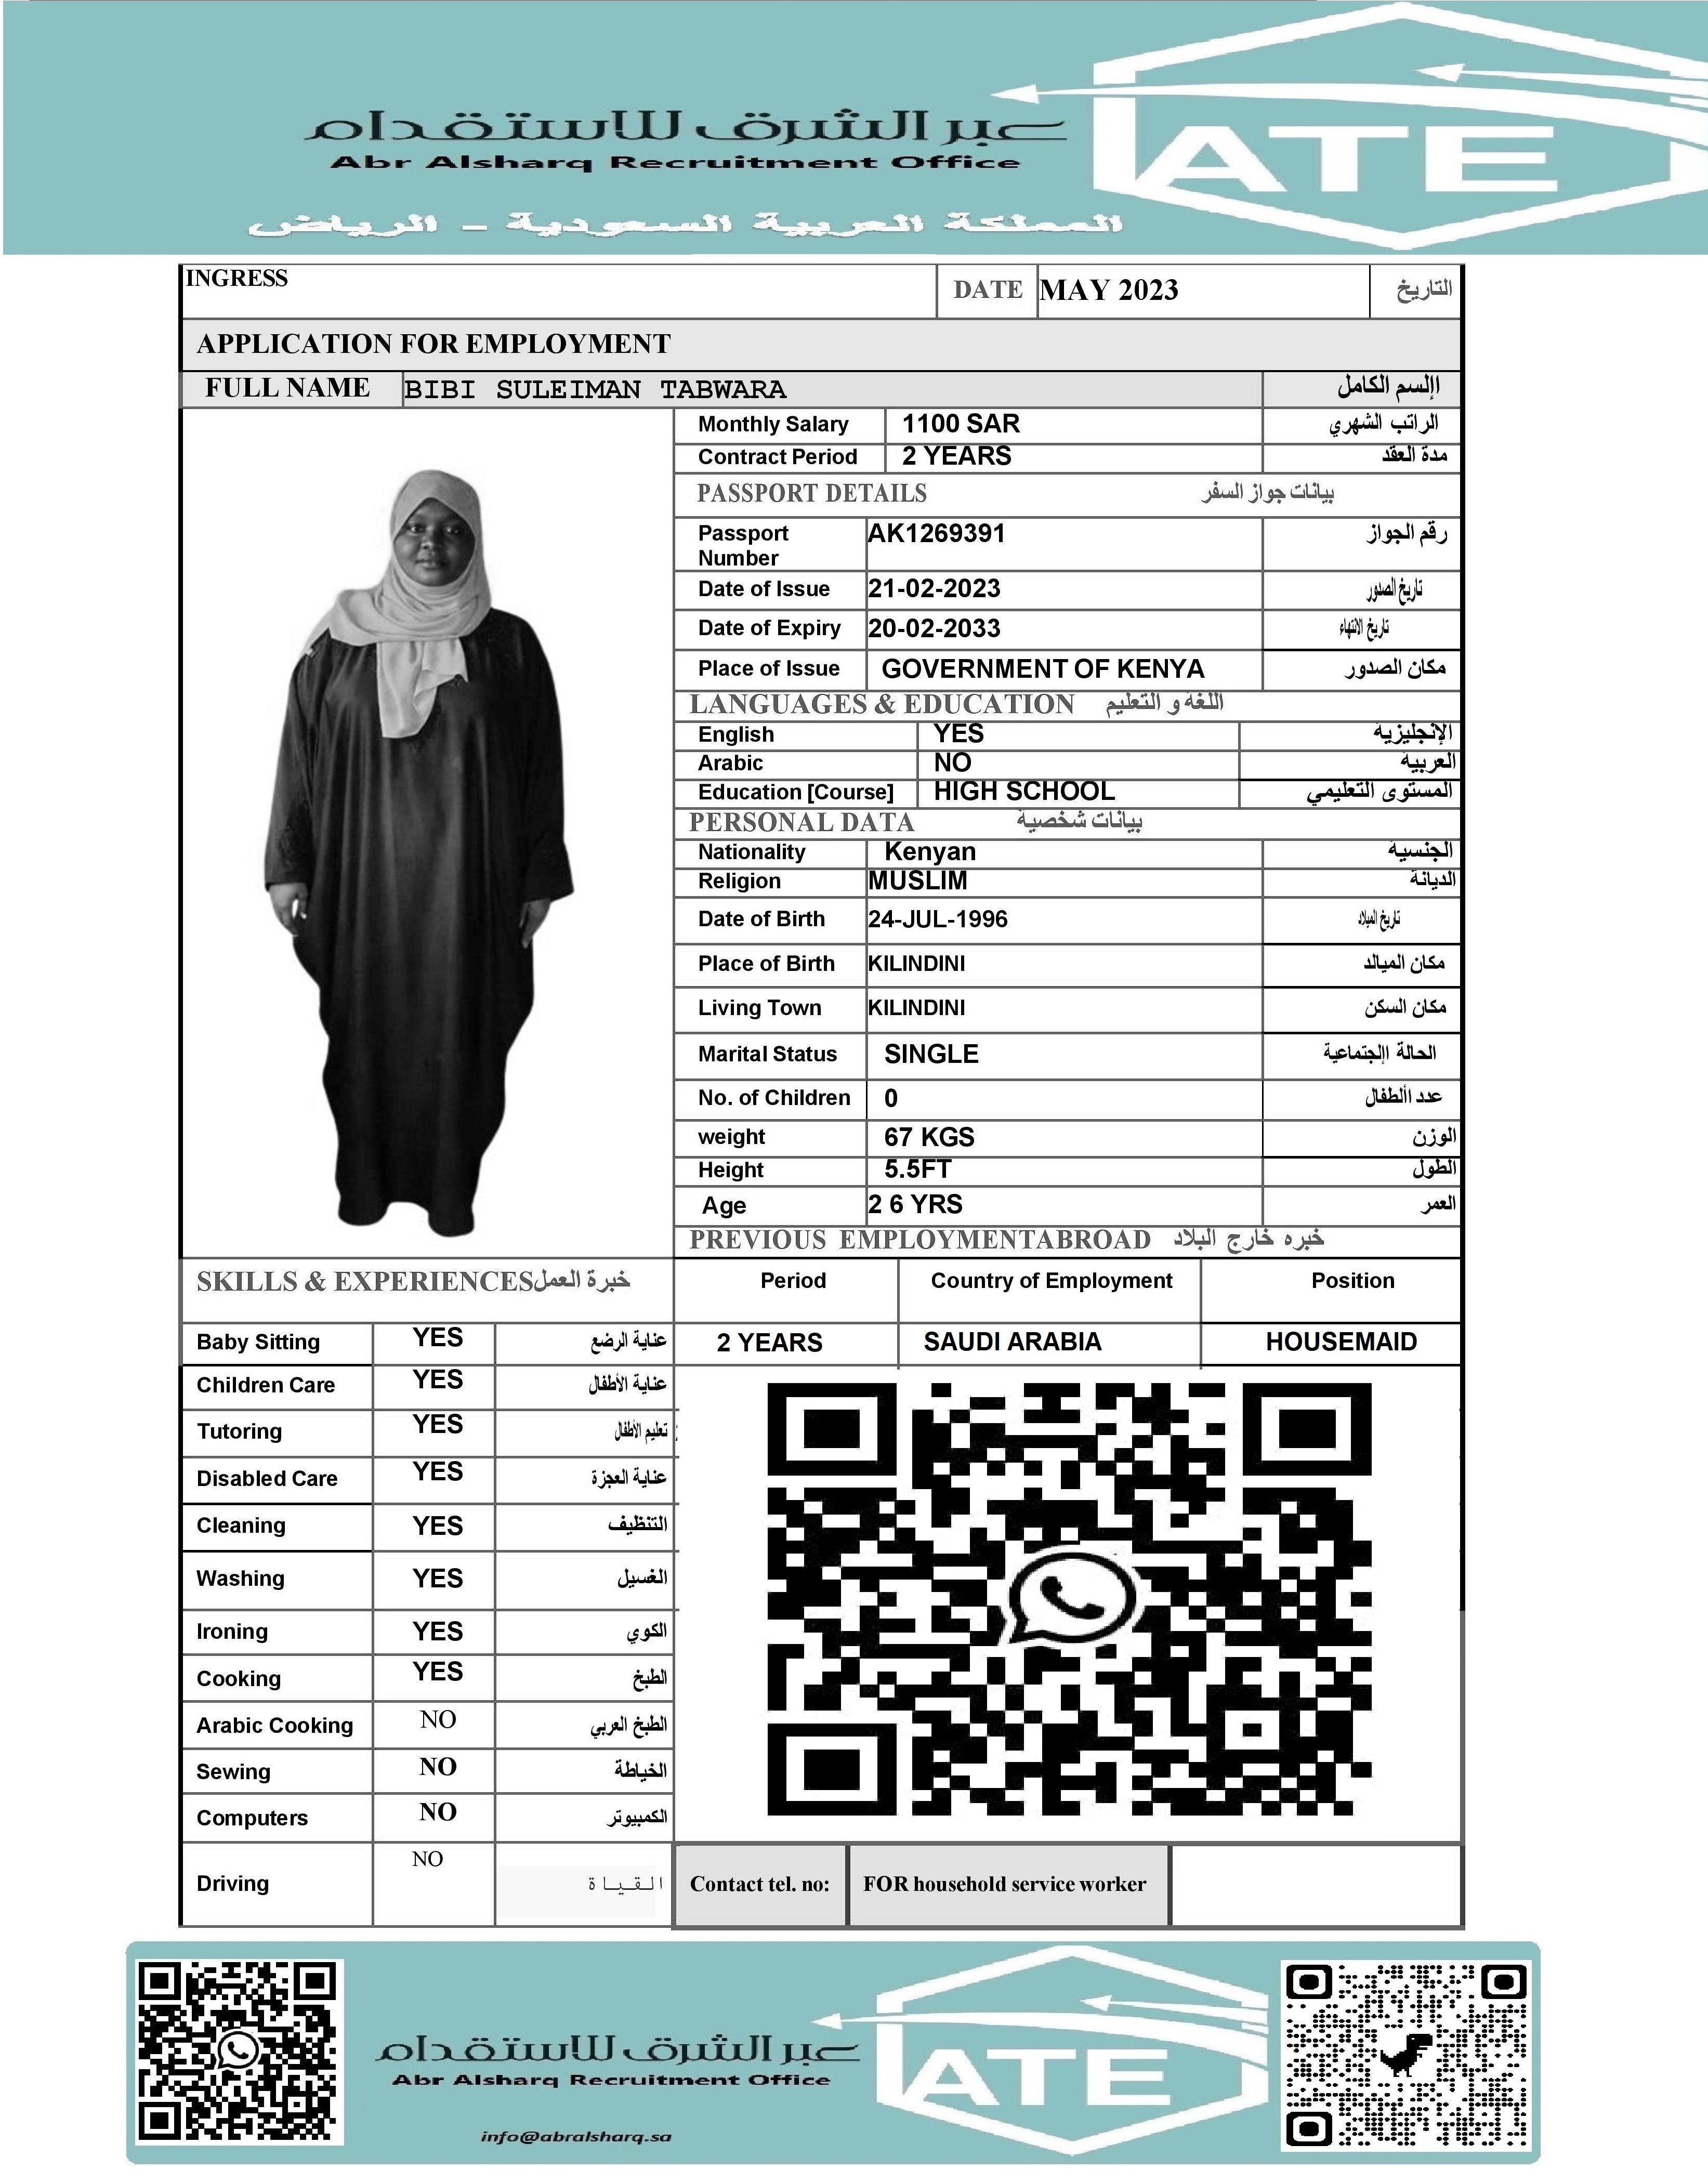 عبر الشرق للاستقدام
Abr Alsharq Recruitment Office
المملكة العربية السعودية - الرياض
ATE
INGRESS DATE MAY 2023 التاريخ
APPLICATION FOR EMPLOYMENT
FULL NAME BIBI SULEIMAN TABWARA اإلسم الكامل
Monthly Salary 1100 SAR الراتب الشهري
Contract Period 2 YEARS مدة العقد
PASSPORT DETAILS بيانات جواز السفر
Passport Number AK1269391 رقم الجواز
Date of Issue 21-02-2023 تاريخ الصدور
Date of Expiry 20-02-2033 تاريخ الانتهاء
Place of Issue GOVERNMENT OF KENYA مكان الصدور
LANGUAGES & EDUCATION اللغة و التعليم
English YES الإنجليزية
Arabic NO العربية
Education [Course] HIGH SCHOOL المستوى التعليمي
PERSONAL DATA بيانات شخصية
Nationality Kenyan الجنسية
Religion MUSLIM الديانة
Date of Birth 24-JUL-1996 تاريخ الميلاد
Place of Birth KILINDINI مكان الميالد
Living Town KILINDINI مكان السكن
Marital Status SINGLE الحالة اإلجتماعية
No. of Children 0 عدد األطفال
weight 67 KGS الوزن
Height 5.5FT الطول
Age 2 6 YRS العمر
PREVIOUS EMPLOYMENTABROAD خبره خارج البلاد
SKILLS & EXPERIENCES خبرة العمل Period Country of Employment Position
Baby Sitting YES عناية الرضع 2 YEARS SAUDI ARABIA HOUSEMAID
Children Care YES عناية الأطفال
Tutoring YES تعليم الأطفال
Disabled Care YES عناية العجزة
Cleaning YES التنظيف
Washing YES الغسيل
Ironing YES الكوي
Cooking YES الطبخ
Arabic Cooking NO الطبخ العربي
Sewing NO الخياطة
Computers NO الكمبيوتر
Driving NO القياة Contact tel. no: FOR household service worker
عبر الشرق للاستقدام
Abr Alsharq Recruitment Office
info@abralsharq.sa
ATE